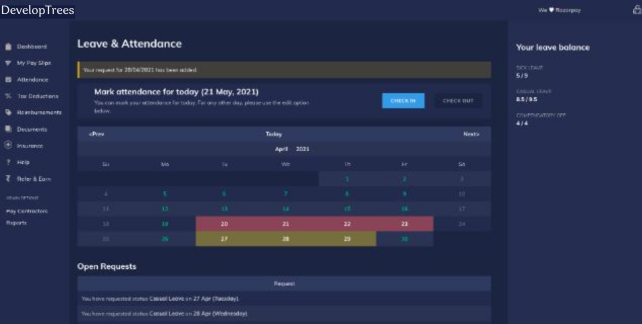 DevelopTrees
We ♥ Razorpay
Dashboard
My Pay Slips
Attendance
Tax Deductions
Reimbursements
Documents
Insurance
Help
Refer & Earn
Pay Contractors
Reports
Leave & Attendance
Your request for 28/04/2021 has been added.
Mark attendance for today (21 May, 2021)
You can mark your attendance for today. For any other day, please use the edit option
below.
CHECK IN
CHECK OUT
<Prev Today Next>
April 2021
Su Mo Tu We Th Fr Sa
1 2 3
4 5 6 7 8 9 10
11 12 13 14 15 16 17
18 19 20 21 22 23 24
25 26 27 28 29 30
Open Requests
Request
You have requested status Casual Leave on 27 Apr (Tuesday).
You have requested status Casual Leave on 28 Apr (Wednesday).
Your leave balance
SICK LEAVE
5 / 9
CASUAL LEAVE
8.5 / 9.5
COMPENSATORY OFF
4 / 4